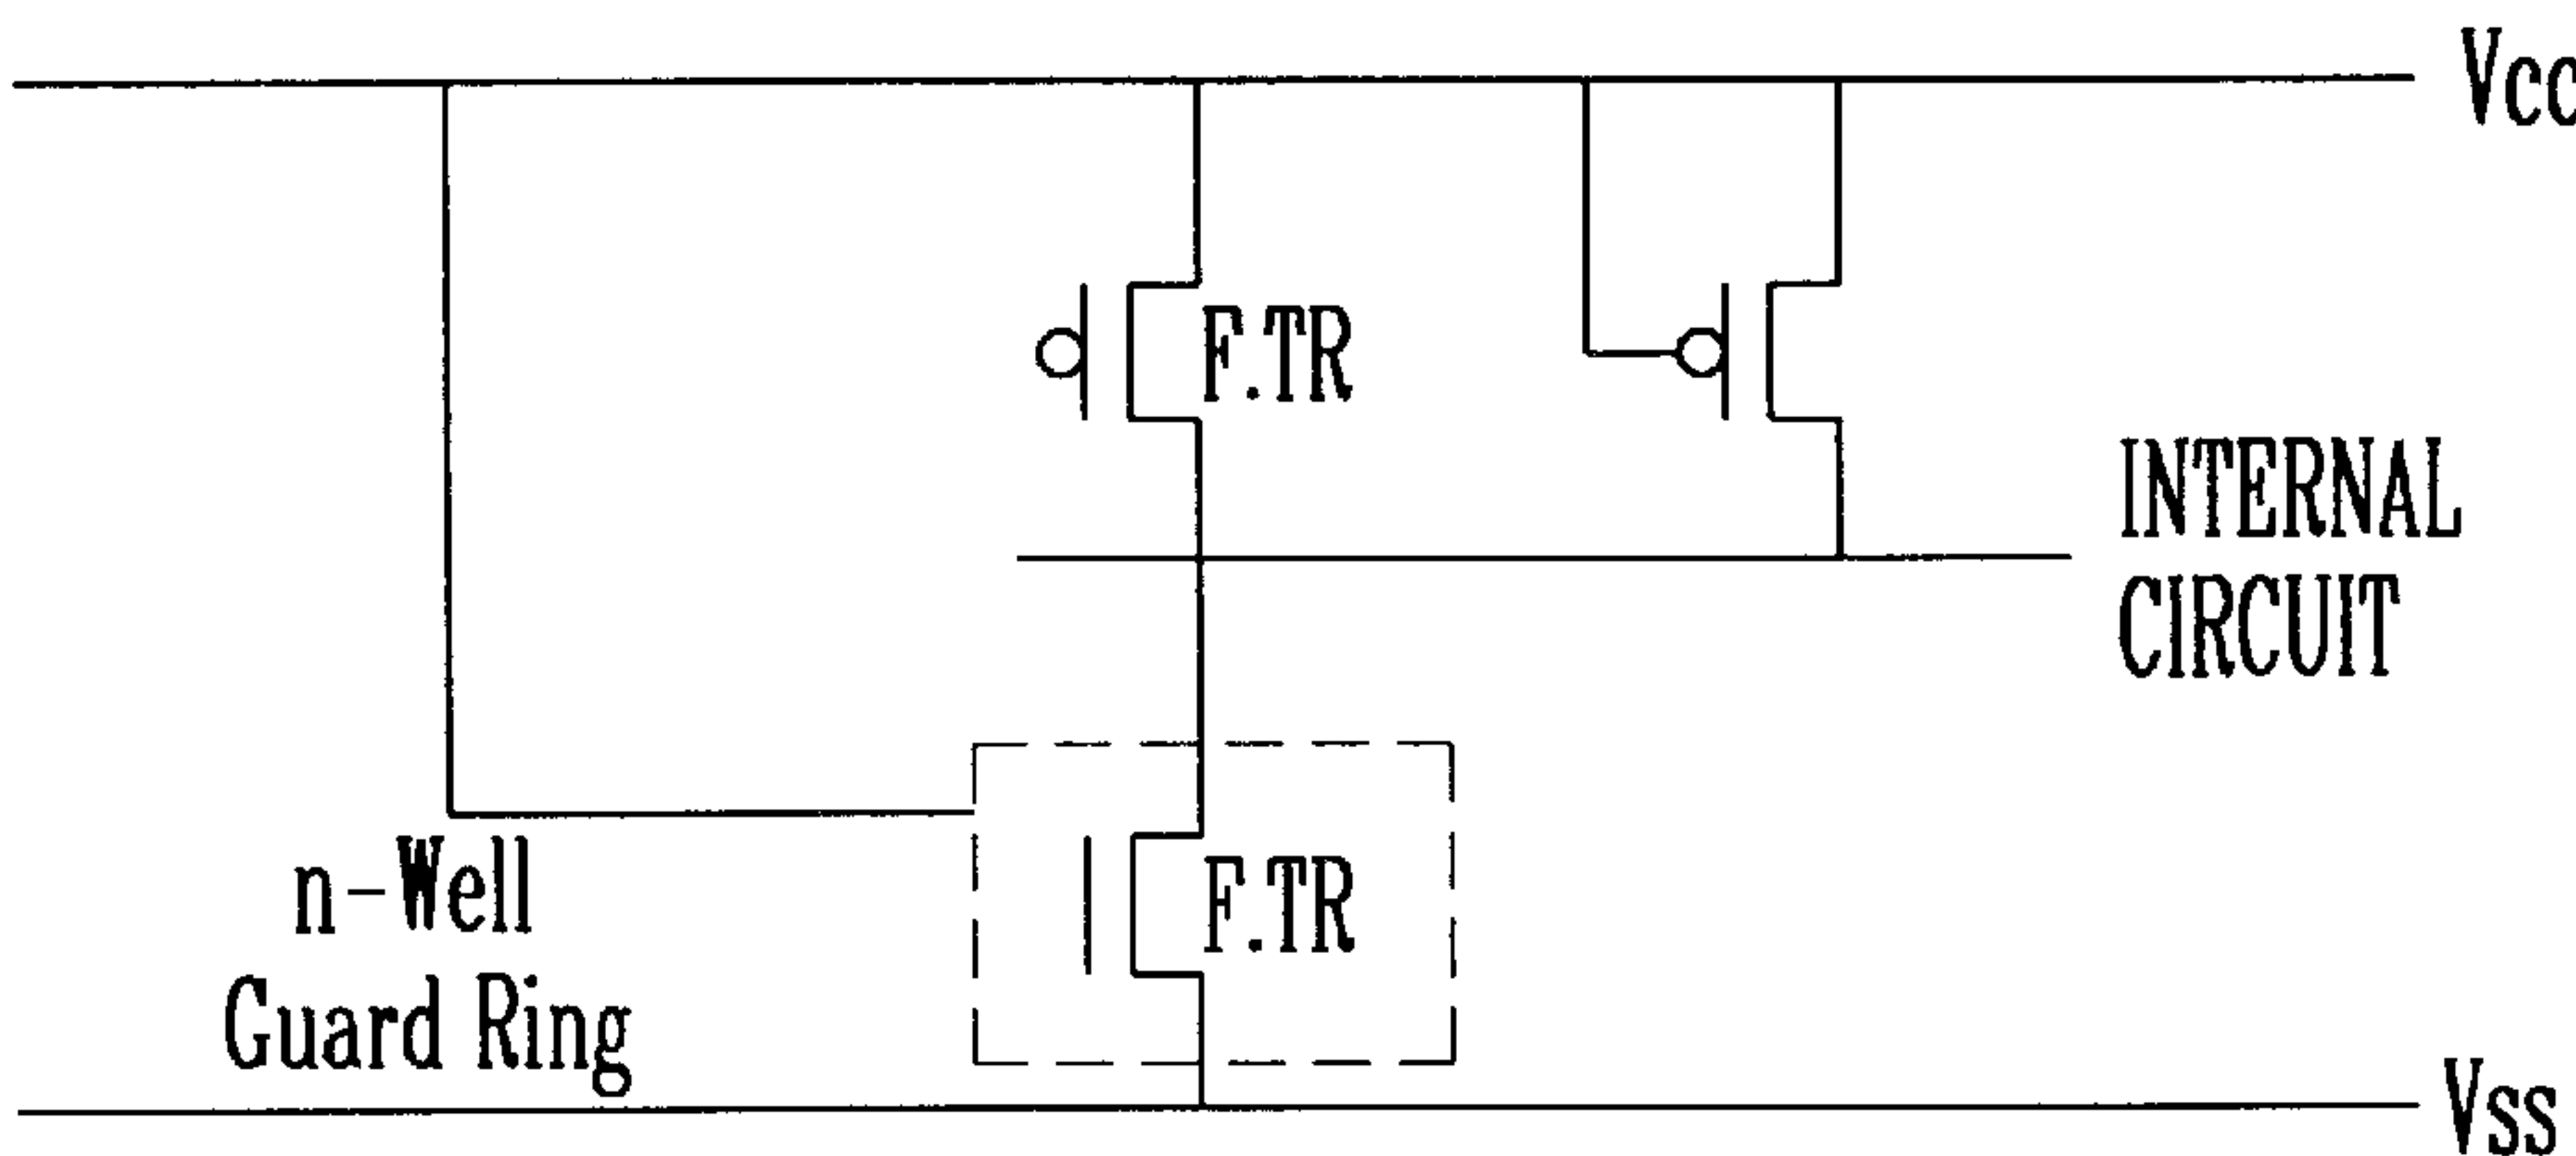 Vcc
F.TR
INTERNAL
CIRCUIT
n-Well
Guard Ring
F.TR
Vss